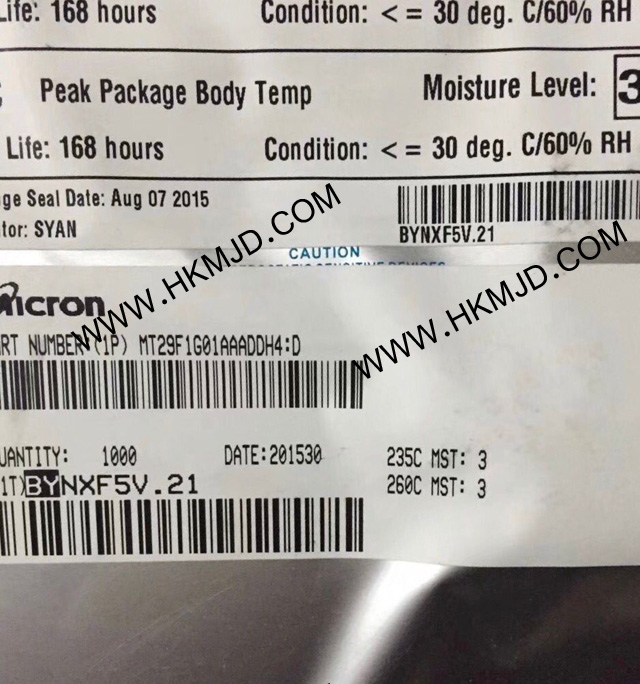 Life: 168 hours Condition: < = 30 deg. C/60% RH
Peak Package Body Temp Moisture Level: 3
Life: 168 hours Condition: < = 30 deg. C/60% RH
ge Seal Date: Aug 07 2015
tor: SYAN
BYNXF5V.21
CAUTION
WWW.HKMJD.COM
WWW.HKMJD.COM
Micron
RT NUMBER (1P) MT29F1G01AAADDH4:D
UANTITY: 1000 DATE:201530 235C MST: 3
1T)BYNXF5V.21 260C MST: 3